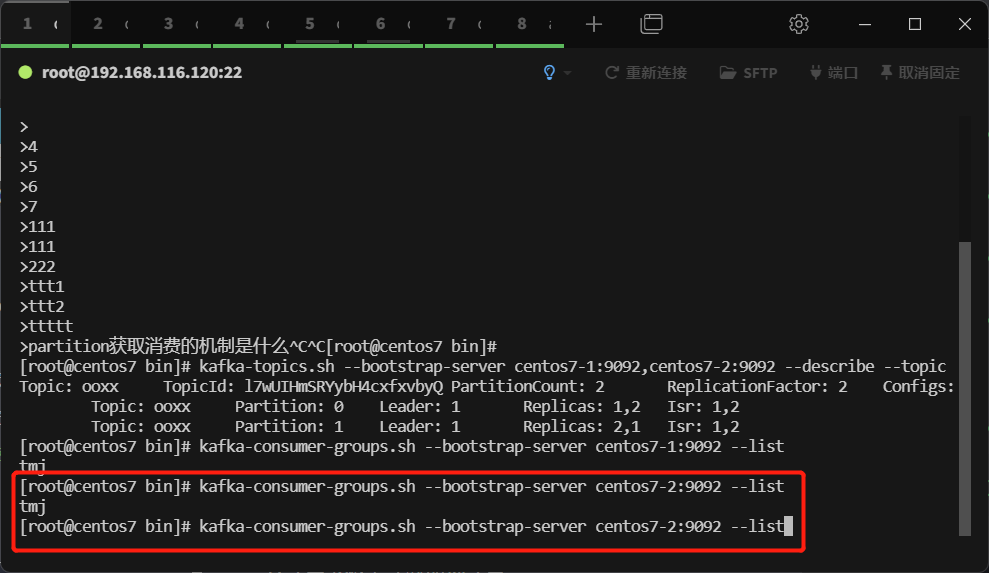 1 2 3 4 5 6 7 8
root@192.168.116.120:22 重新连接 SFTP 端口 取消固定
>
>4
>5
>6
>7
>111
>111
>222
>ttt1
>ttt2
>ttttt
>partition获取消费的机制是什么^C^C[root@centos7 bin]#
[root@centos7 bin]# kafka-topics.sh --bootstrap-server centos7-1:9092,centos7-2:9092 --describe --topic
Topic: ooxx TopicId: l7wUIHmSRYybH4cxfxvbyQ PartitionCount: 2 ReplicationFactor: 2 Configs:
Topic: ooxx Partition: 0 Leader: 1 Replicas: 1,2 Isr: 1,2
Topic: ooxx Partition: 1 Leader: 1 Replicas: 2,1 Isr: 1,2
[root@centos7 bin]# kafka-consumer-groups.sh --bootstrap-server centos7-1:9092 --list
tmj
[root@centos7 bin]# kafka-consumer-groups.sh --bootstrap-server centos7-2:9092 --list
tmj
[root@centos7 bin]# kafka-consumer-groups.sh --bootstrap-server centos7-2:9092 --list